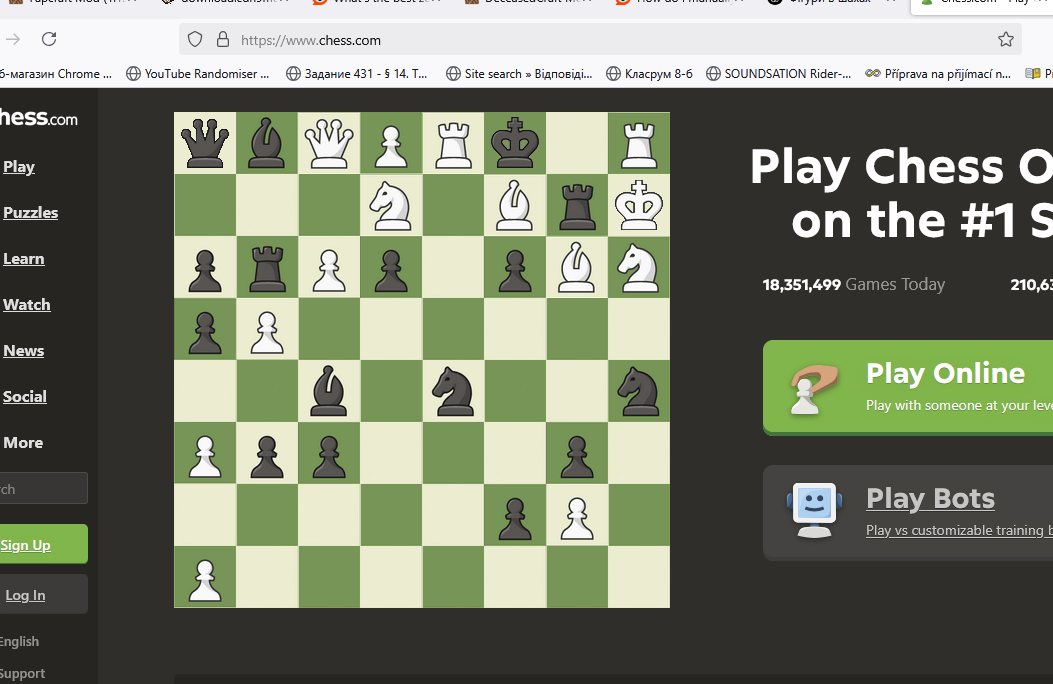 https://www.chess.com
YouTube Randomiser ...
Задание 431 - § 14. Т...
Site search » Відповіді...
Класрум 8-б
SOUNDSATION Rider-...
Příprava na přijímací n...
б-магазин Chrome ...
hess.com
Play
Puzzles
Learn
Watch
News
Social
More
rch
Sign Up
Log In
English
Support
Play Chess O
on the #1 S
18,351,499 Games Today
210,63
Play Online
Play with someone at your leve
Play Bots
Play vs customizable training b